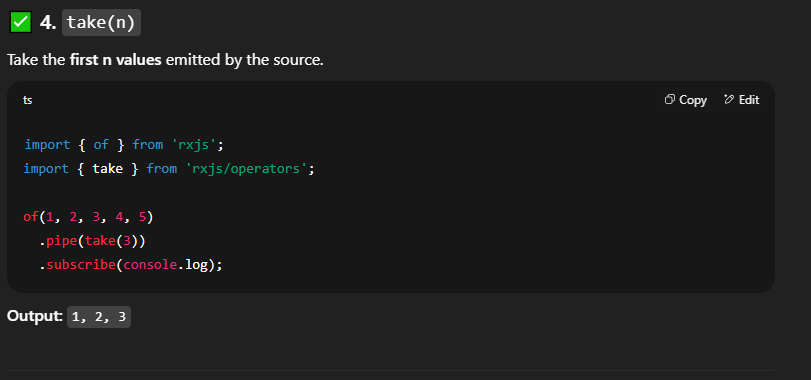 ✅ 4. take(n)
Take the first n values emitted by the source.
ts Copy Edit
import { of } from 'rxjs';
import { take } from 'rxjs/operators';
of(1, 2, 3, 4, 5)
.pipe(take(3))
.subscribe(console.log);
Output: 1, 2, 3